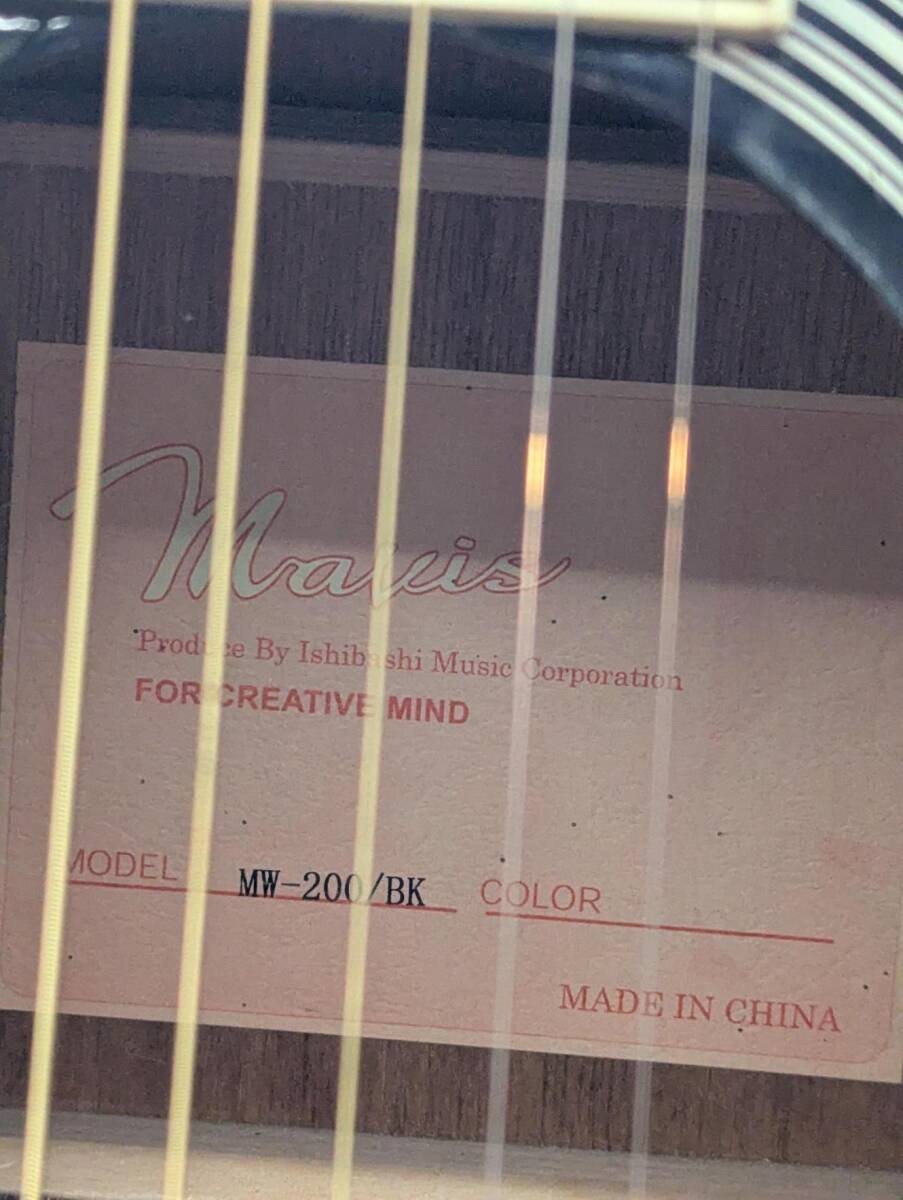 Mavis
Produce By Ishibashi Music Corporation
FOR CREATIVE MIND
MODEL MW-200/BK COLOR
MADE IN CHINA